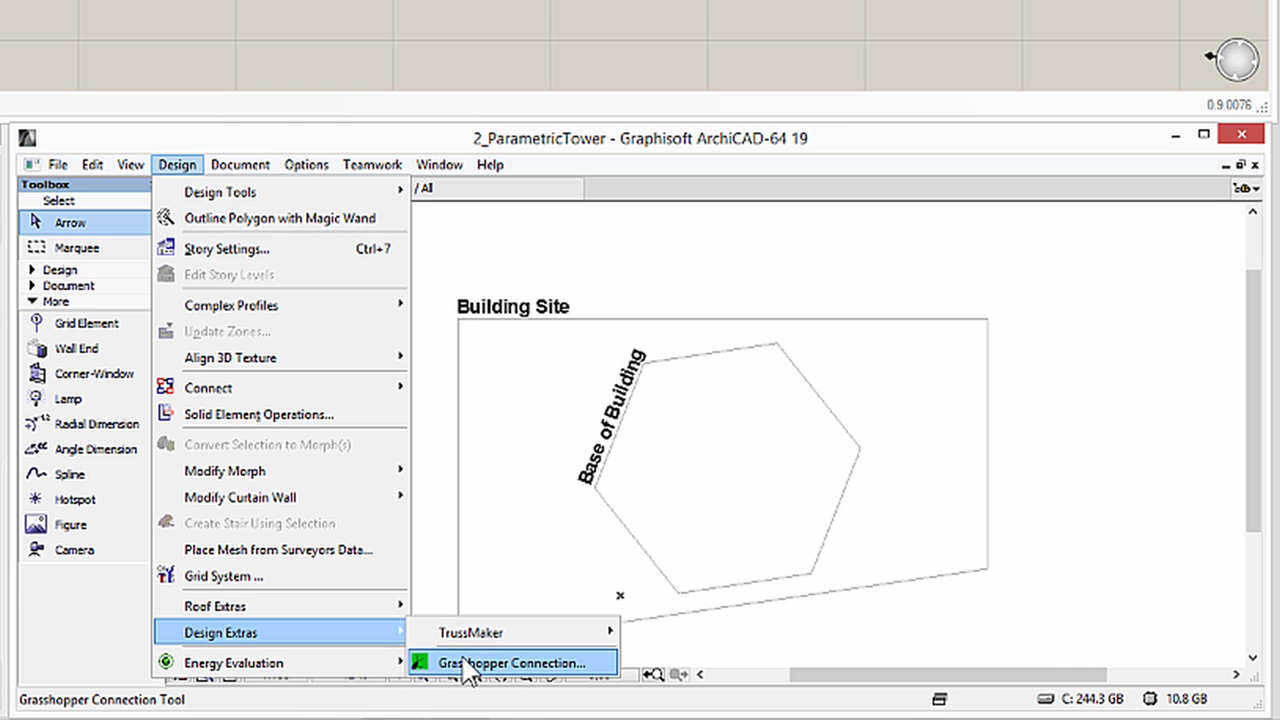 0.9.0076
2_ParametricTower - Graphisoft ArchiCAD-64 19
File Edit View Design Document Options Teamwork Window Help
Toolbox
Select
Arrow
Marquee
Design
Document
More
Grid Element
Wall End
Corner-Window
Lamp
Radial Dimension
Angle Dimension
Spline
Hotspot
Figure
Camera
Design Tools
Outline Polygon with Magic Wand
Story Settings... Ctrl+7
Edit Story Levels
Complex Profiles
Update Zones...
Align 3D Texture
Connect
Solid Element Operations...
Convert Selection to Morph(s)
Modify Morph
Modify Curtain Wall
Create Stair Using Selection
Place Mesh from Surveyors Data...
Grid System ...
Roof Extras
Design Extras
Energy Evaluation
TrussMaker
Grasshopper Connection...
/ All
Building Site
Base of Building
Grasshopper Connection Tool
C: 244.3 GB
10.8 GB